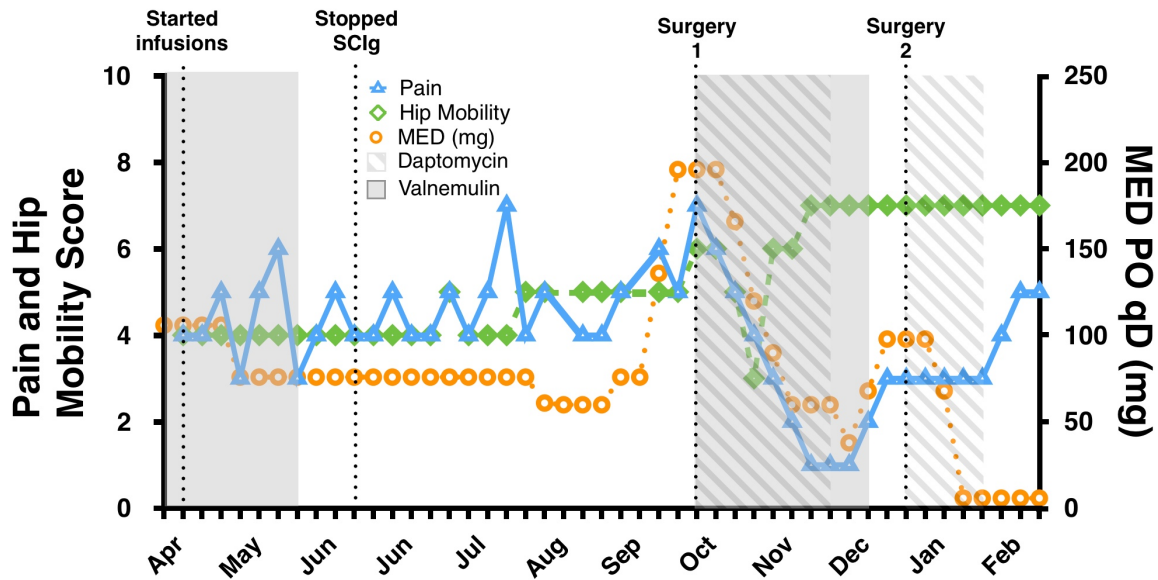 Started
infusions
Stopped
SCIg
Surgery
1
Surgery
2
Pain and Hip
Mobility Score
10
8
6
4
2
0
Pain
Hip Mobility
MED (mg)
Daptomycin
Valnemulin
250
200
150
100
50
0
MED PO qD (mg)
Apr
May
Jun
Jun
Jul
Aug
Sep
Oct
Nov
Dec
Jan
Feb